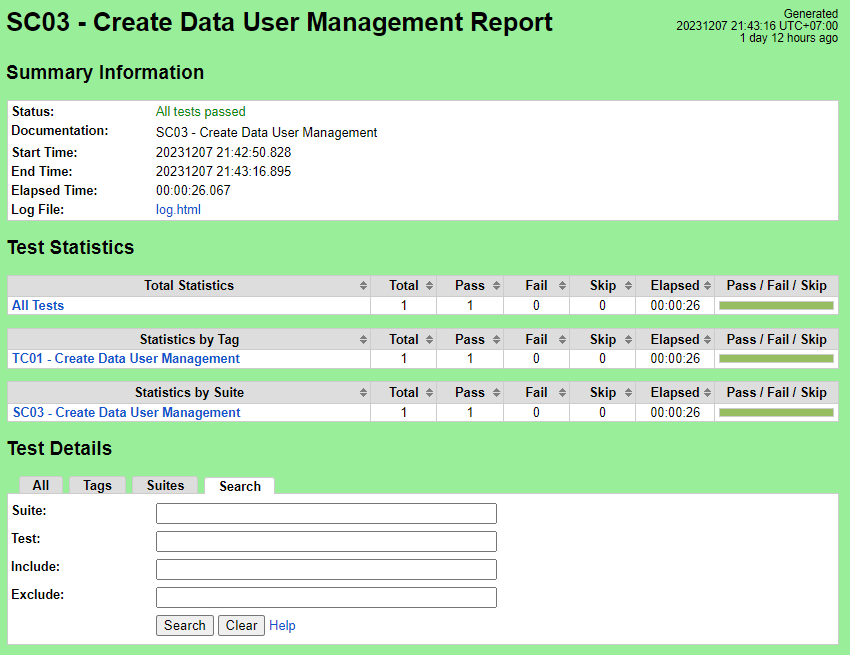 SC03 - Create Data User Management Report
Generated
20231207 21:43:16 UTC+07:00
1 day 12 hours ago
Summary Information
Status: All tests passed
Documentation: SC03 - Create Data User Management
Start Time: 20231207 21:42:50.828
End Time: 20231207 21:43:16.895
Elapsed Time: 00:00:26.067
Log File: log.html
Test Statistics
Total Statistics Total Pass Fail Skip Elapsed Pass / Fail / Skip
All Tests 1 1 0 0 00:00:26
Statistics by Tag Total Pass Fail Skip Elapsed Pass / Fail / Skip
TC01 - Create Data User Management 1 1 0 0 00:00:26
Statistics by Suite Total Pass Fail Skip Elapsed Pass / Fail / Skip
SC03 - Create Data User Management 1 1 0 0 00:00:26
Test Details
All Tags Suites Search
Suite:
Test:
Include:
Exclude:
Search Clear Help